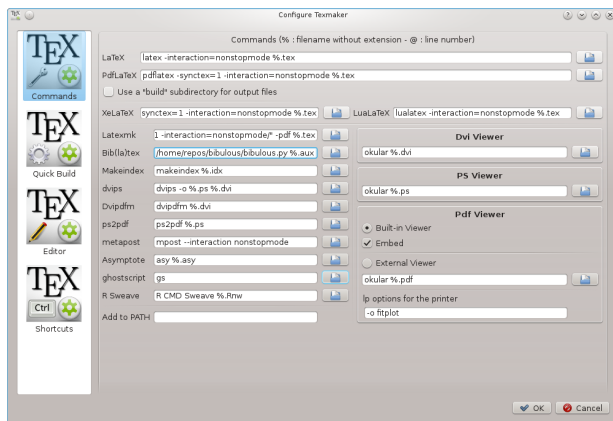 Configure Texmaker
TEX
Commands
TEX
Quick Build
TEX
Editor
TEX
Ctrl
Shortcuts
Commands (% : filename without extension - @ : line number)
LaTeX latex -interaction=nonstopmode %.tex
PdfLaTeX pdflatex -synctex=1 -interaction=nonstopmode %.tex
Use a "build" subdirectory for output files
XeLaTeX synctex=1 -interaction=nonstopmode %.tex LuaLaTeX lualatex -interaction=nonstopmode %.tex
Latexmk 1 -interaction=nonstopmode/" -pdf %.tex
Bib(la)tex /home/repos/bibulous/bibulous.py %.aux
Makeindex makeindex %.idx
dvips dvips -o %.ps %.dvi
Dvipdfm dvipdfm %.dvi
ps2pdf ps2pdf %.ps
metapost mpost --interaction nonstopmode
Asymptote asy %.asy
ghostscript gs
R Sweave R CMD Sweave %.Rnw
Add to PATH
Dvi Viewer
okular %.dvi
PS Viewer
okular %.ps
Pdf Viewer
Built-in Viewer
Embed
External Viewer
okular %.pdf
lp options for the printer
-o fitplot
OK Cancel